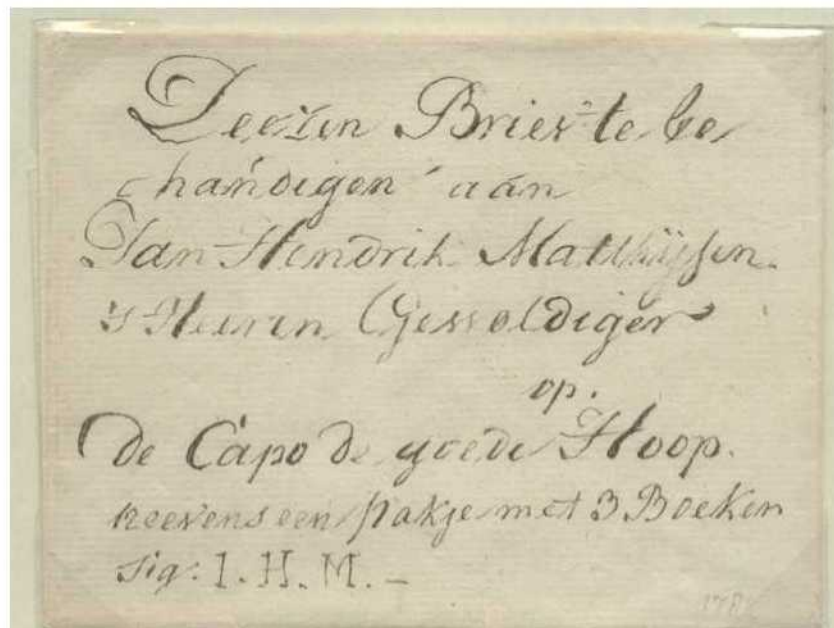 Deezen Brief te be
handigen aan
Jan Hendrik Matthijsen
's Heeren Geweldiger
op.
de Capo de goede Hoop.
neevens een pakje met 3 Boeken
sig: I. H. M. –